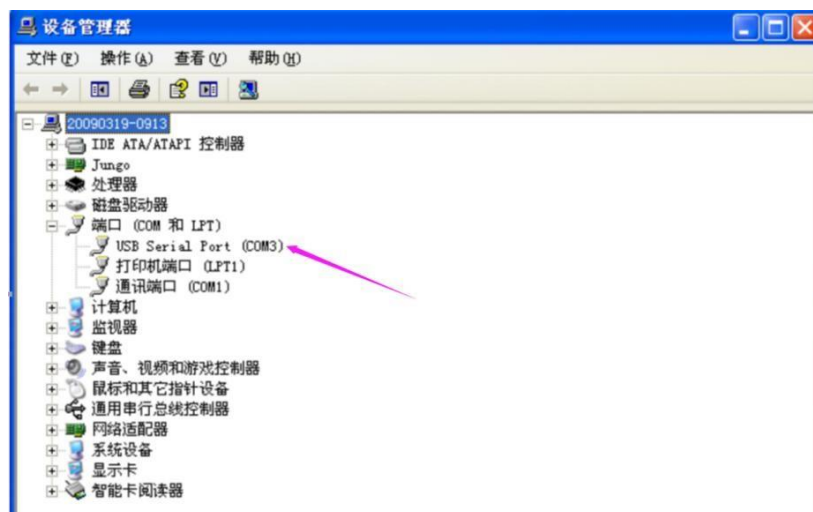 设备管理器
文件(F) 操作(A) 查看(V) 帮助(H)
20090319-0913
IDE ATA/ATAPI 控制器
Jungo
处理器
磁盘驱动器
端口 (COM 和 LPT)
USB Serial Port (COM3)
打印机端口 (LPT1)
通讯端口 (COM1)
计算机
监视器
键盘
声音、视频和游戏控制器
鼠标和其它指针设备
通用串行总线控制器
网络适配器
系统设备
显示卡
智能卡阅读器